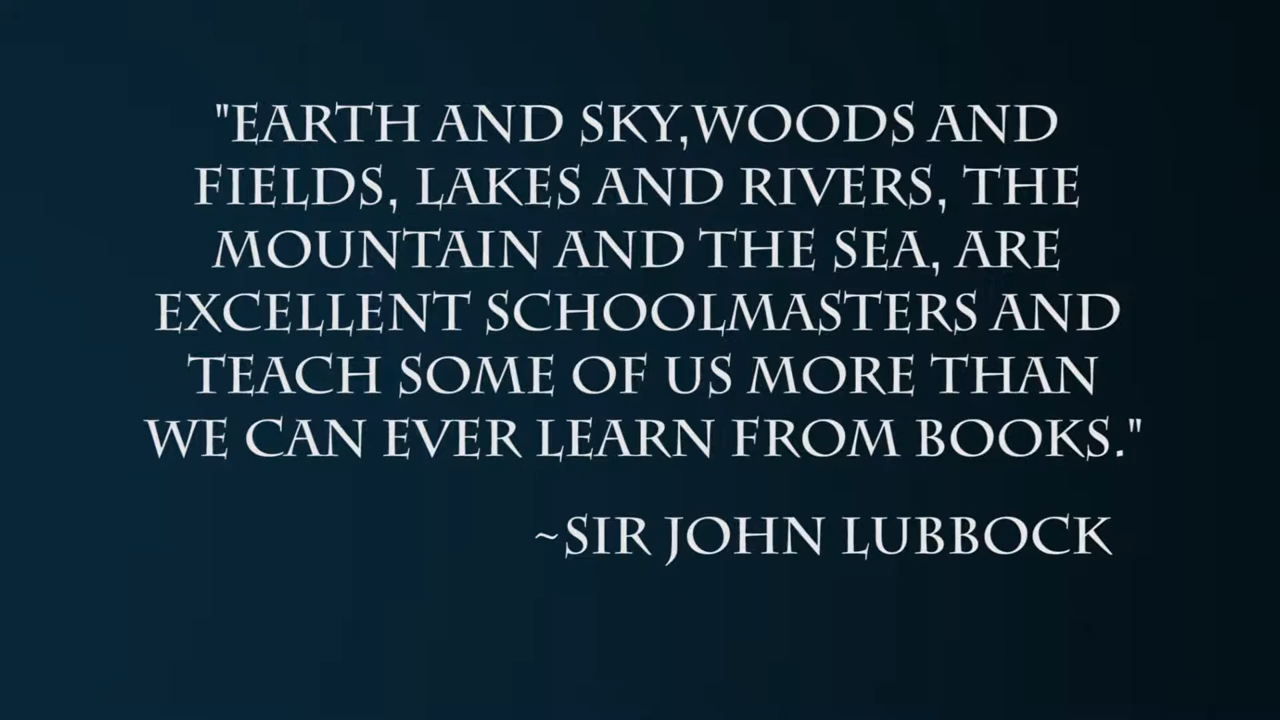 "EARTH AND SKY,WOODS AND
FIELDS, LAKES AND RIVERS, THE
MOUNTAIN AND THE SEA, ARE
EXCELLENT SCHOOLMASTERS AND
TEACH SOME OF US MORE THAN
WE CAN EVER LEARN FROM BOOKS."
~SIR JOHN LUBBOCK